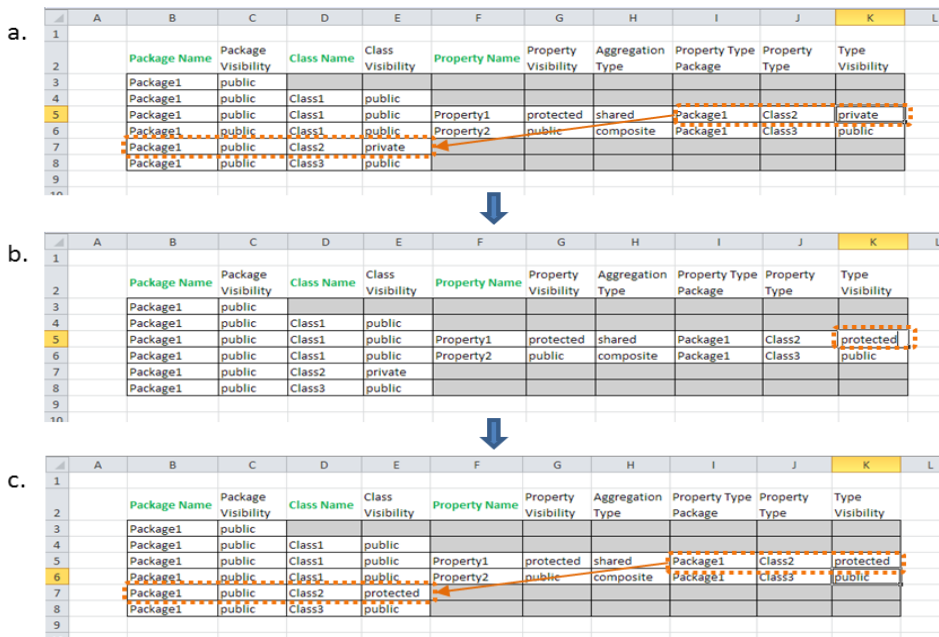 a.
A B C D E F G H I J K L
1
2 Package Name Package Visibility Class Name Class Visibility Property Name Property Visibility Aggregation Type Property Type Package Property Type Type Visibility
3 Package1 public
4 Package1 public Class1 public
5 Package1 public Class1 public Property1 protected shared Package1 Class2 private
6 Package1 public Class1 public Property2 public composite Package1 Class3 public
7 Package1 public Class2 private
8 Package1 public Class3 public
9
10
b.
A B C D E F G H I J K L
1
2 Package Name Package Visibility Class Name Class Visibility Property Name Property Visibility Aggregation Type Property Type Package Property Type Type Visibility
3 Package1 public
4 Package1 public Class1 public
5 Package1 public Class1 public Property1 protected shared Package1 Class2 protected
6 Package1 public Class1 public Property2 public composite Package1 Class3 public
7 Package1 public Class2 private
8 Package1 public Class3 public
9
10
c.
A B C D E F G H I J K L
1
2 Package Name Package Visibility Class Name Class Visibility Property Name Property Visibility Aggregation Type Property Type Package Property Type Type Visibility
3 Package1 public
4 Package1 public Class1 public
5 Package1 public Class1 public Property1 protected shared Package1 Class2 protected
6 Package1 public Class1 public Property2 public composite Package1 Class3 public
7 Package1 public Class2 protected
8 Package1 public Class3 public
9